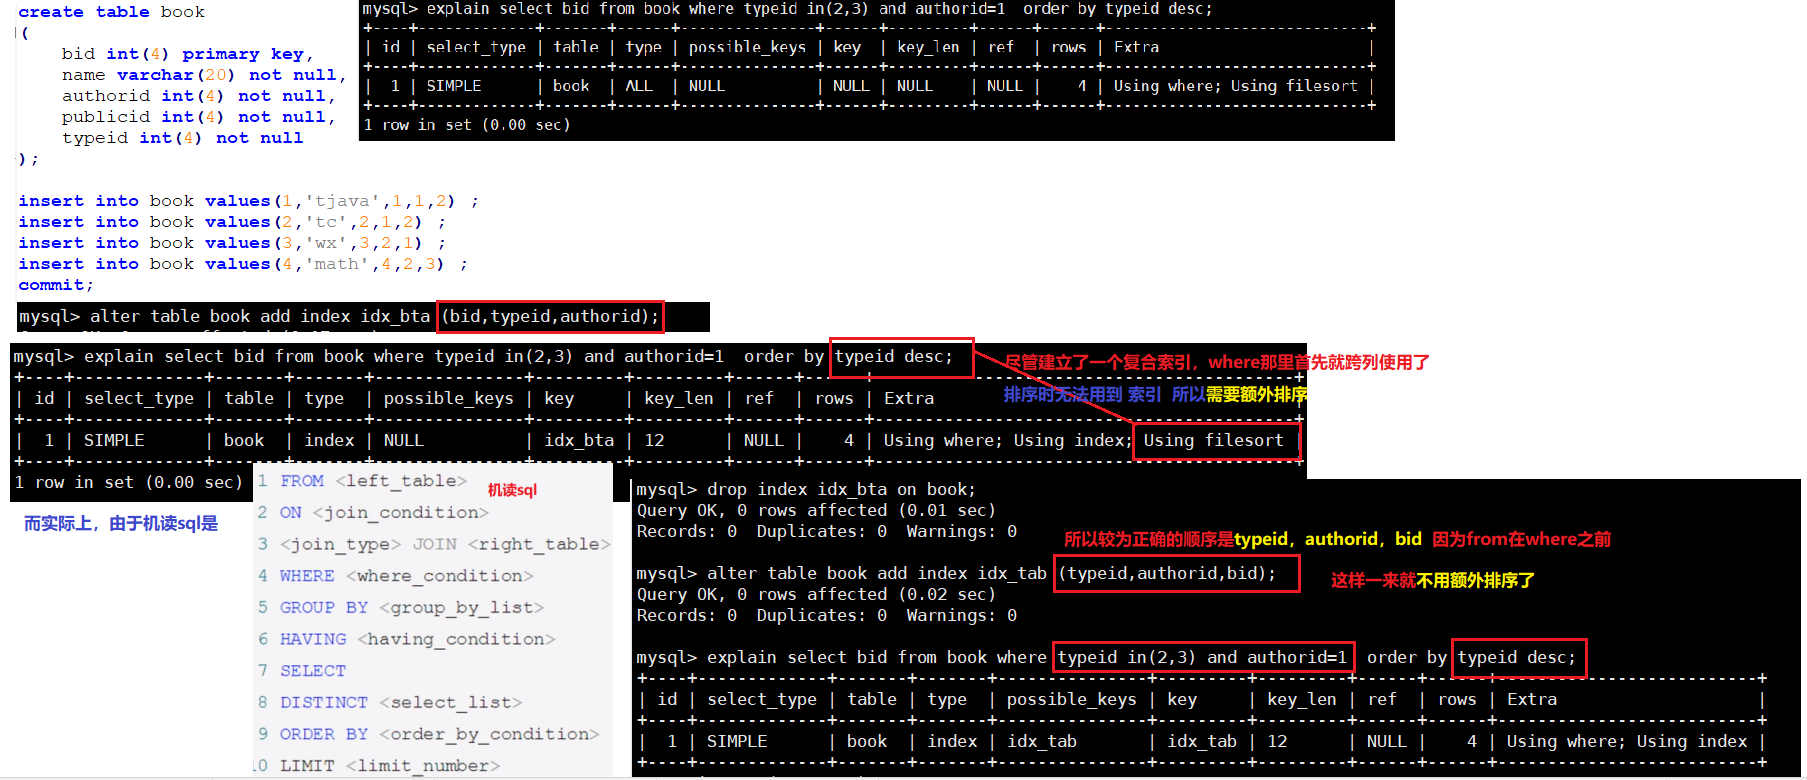 create table book
(
bid int(4) primary key,
name varchar(20) not null,
authorid int(4) not null,
publicid int(4) not null,
typeid int(4) not null
);
insert into book values(1,'tjava',1,1,2) ;
insert into book values(2,'tc',2,1,2) ;
insert into book values(3,'wx',3,2,1) ;
insert into book values(4,'math',4,2,3) ;
commit;
mysql> explain select bid from book where typeid in(2,3) and authorid=1  order by typeid desc;
| id | select_type | table | type | possible_keys | key  | key_len | ref  | rows | Extra                       |
|  1 | SIMPLE      | book  | ALL  | NULL          | NULL | NULL    | NULL |    4 | Using where; Using filesort |
1 row in set (0.00 sec)
mysql> alter table book add index idx_bta (bid,typeid,authorid);
mysql> explain select bid from book where typeid in(2,3) and authorid=1  order by typeid desc;
尽管建立了一个复合索引，where那里首先就跨列使用了
排序时无法用到 索引  所以需要额外排序
| id | select_type | table | type  | possible_keys | key     | key_len | ref  | rows | Extra
|  1 | SIMPLE      | book  | index | NULL          | idx_bta | 12      | NULL |    4 | Using where; Using index; Using filesort |
1 row in set (0.00 sec)
而实际上，由于机读sql是
机读sql
1 FROM <left_table>
2 ON <join_condition>
3 <join_type> JOIN <right_table>
4 WHERE <where_condition>
5 GROUP BY <group_by_list>
6 HAVING <having_condition>
7 SELECT
8 DISTINCT <select_list>
9 ORDER BY <order_by_condition>
10 LIMIT <limit_number>
mysql> drop index idx_bta on book;
Query OK, 0 rows affected (0.01 sec)
Records: 0  Duplicates: 0  Warnings: 0
所以较为正确的顺序是typeid，authorid，bid  因为from在where之前
mysql> alter table book add index idx_tab (typeid,authorid,bid);
这样一来就不用额外排序了
Query OK, 0 rows affected (0.02 sec)
Records: 0  Duplicates: 0  Warnings: 0
mysql> explain select bid from book where typeid in(2,3) and authorid=1  order by typeid desc;
| id | select_type | table | type  | possible_keys | key     | key_len | ref  | rows | Extra                    |
|  1 | SIMPLE      | book  | index | idx_tab       | idx_tab | 12      | NULL |    4 | Using where; Using index |